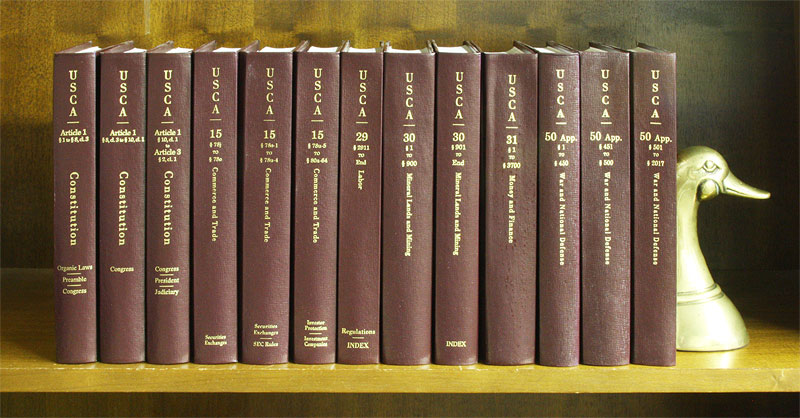 USCA
Article 1
§ 1 to § 8, cl. 3
Constitution
Organic Laws
Preamble
Congress
USCA
Article 1
§ 8, cl. 3 to § 10, cl. 1
Constitution
Congress
USCA
Article 1
§ 10, cl. 1
to
Article 3
§ 2, cl. 1
Constitution
Congress
President
Judiciary
USCA
15
§ 78j
TO
§ 78o
Commerce and Trade
Securities
Exchanges
USCA
15
§ 78o-1
TO
Commerce and Trade
Securities
Exchanges
SEC Rules
USCA
15
TO
Commerce and Trade
Investor
Protection
Investment
Companies
USCA
29
§ 2911
TO
End
Labor
Regulations
INDEX
USCA
30
§ 1
TO
§ 900
Mineral Lands and Mining
USCA
30
§ 901
TO
End
Mineral Lands and Mining
INDEX
USCA
31
§ 1
TO
§ 3700
Money and Finance
USCA
50 App.
§ 1
TO
§ 450
War and National Defense
USCA
50 App.
§ 451
TO
§ 500
War and National Defense
USCA
50 App.
§ 501
TO
§ 2017
War and National Defense